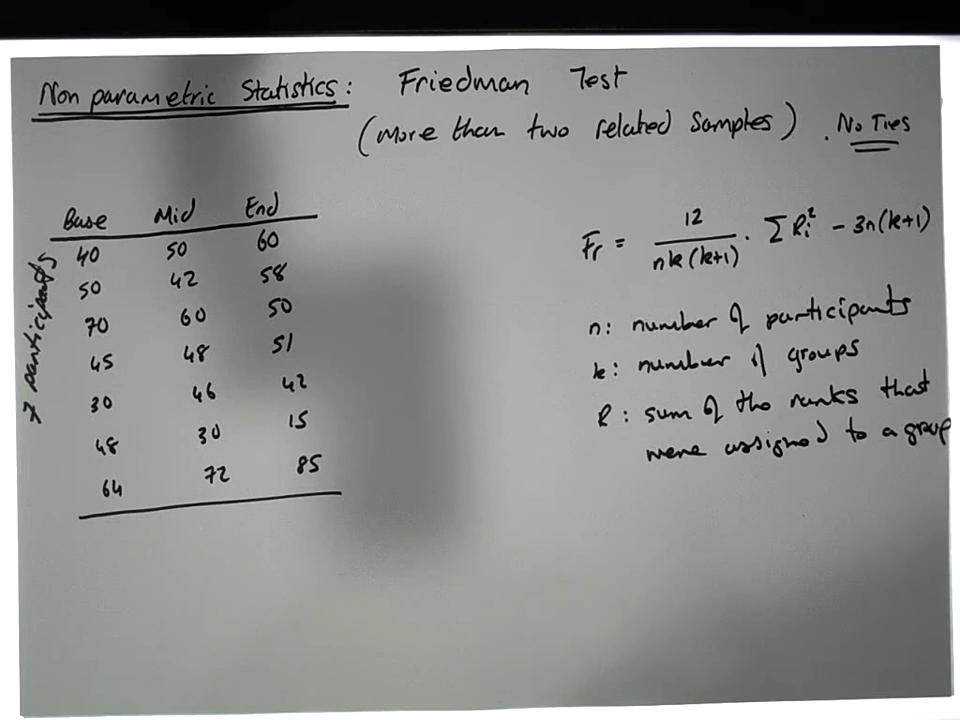 Non parametric Statistics: Friedman Test
(More than two related samples). No Ties
Base Mid End
40 50 60
50 42 58
70 60 50
45 48 51
30 46 42
48 30 15
64 72 85
7 participants
Fr = 12 / nk(k+1) · ∑Ri² - 3n(k+1)
n: number of participants
k: number of groups
R: sum of the ranks that
were assigned to a group